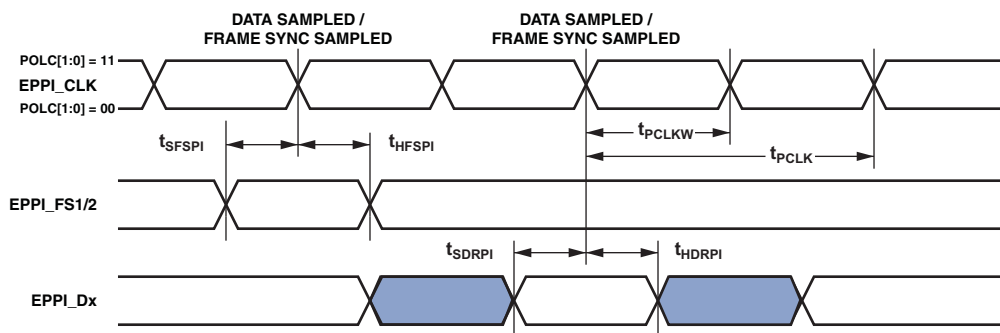 DATA SAMPLED /
FRAME SYNC SAMPLED
DATA SAMPLED /
FRAME SYNC SAMPLED
POLC[1:0] = 11
EPPI_CLK
POLC[1:0] = 00
tSFSPI
tHFSPI
tPCLKW
tPCLK
EPPI_FS1/2
tSDRPI
tHDRPI
EPPI_Dx